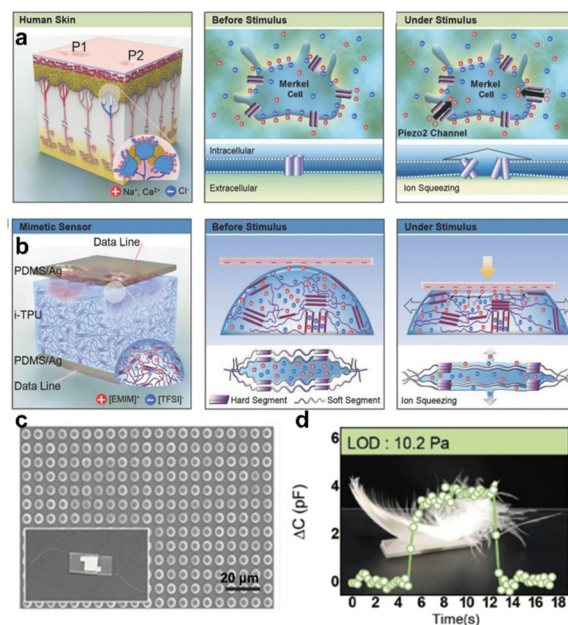 Human Skin
Before Stimulus
Under Stimulus
a
P1
P2
Merkel
Cell
Merkel
Cell
Piezo2 Channel
Intracellular
Extracellular
Ion Squeezing
+ Na⁺, Ca²⁺ − Cl⁻
Mimetic Sensor
Before Stimulus
Under Stimulus
b
Data Line
PDMS/Ag
i-TPU
PDMS/Ag
Data Line
+ [EMIM]⁺ − [TFSI]⁻
Hard Segment Soft Segment
Ion Squeezing
c
20 μm
d
LOD : 10.2 Pa
ΔC (pF)
6
4
2
0
0 2 4 6 8 10 12 14 16 18
Time(s)